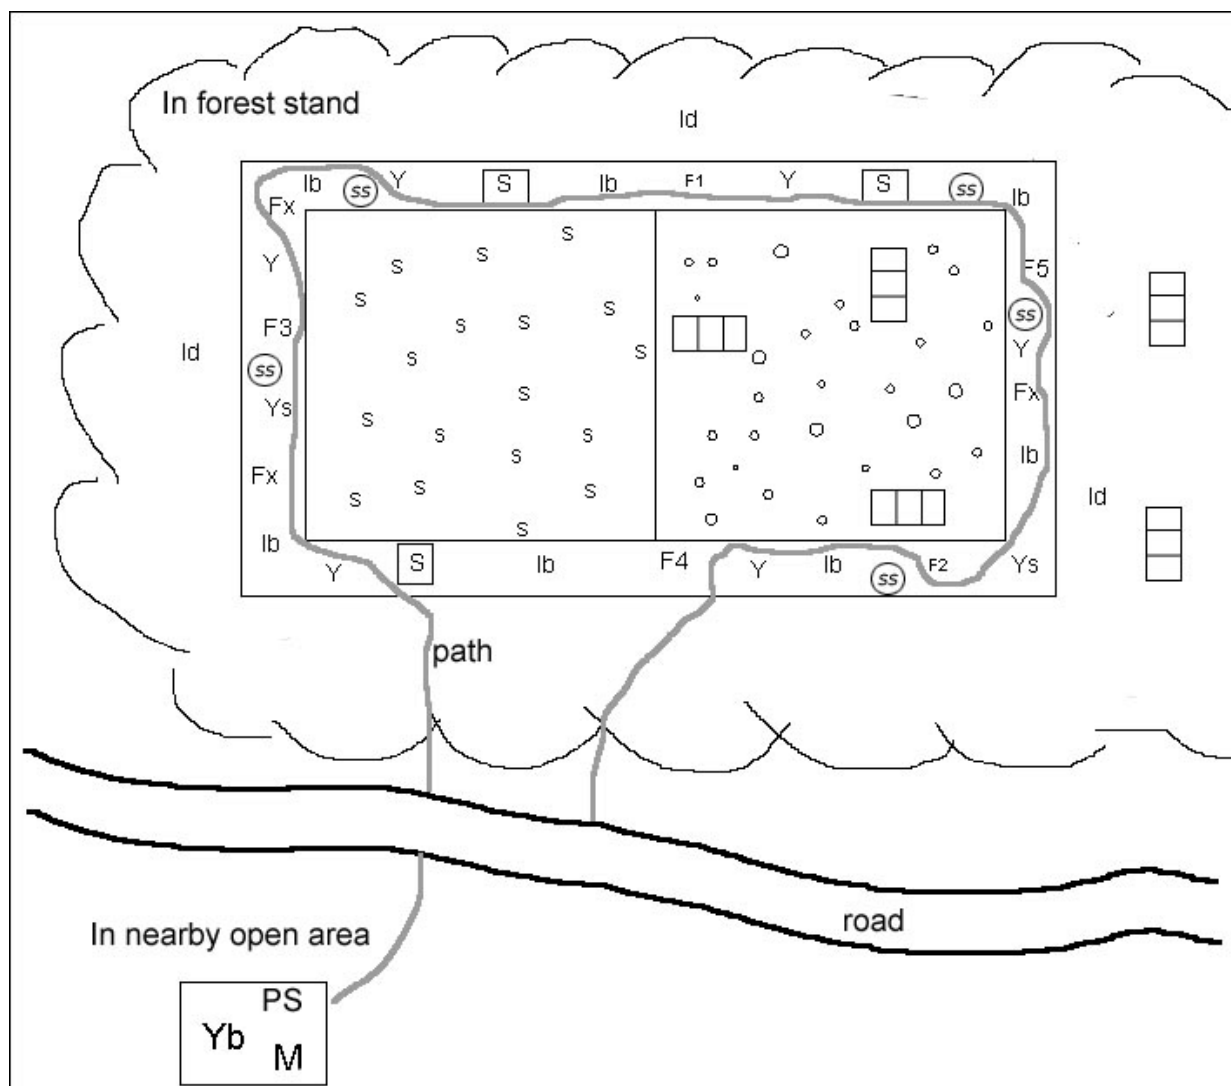 In forest stand
Id
Ib ss Y S Ib F1 Y S ss Ib
Fx
S
S
Y S F5
S
S
F3 S S ss
Id S Y
S
ss
S Fx
Ys S
S S
S Ib
Fx S S Id
S
S
Ib
Y S Ib F4 Y Ib ss F2 Ys
path
road
In nearby open area
PS
Yb
M